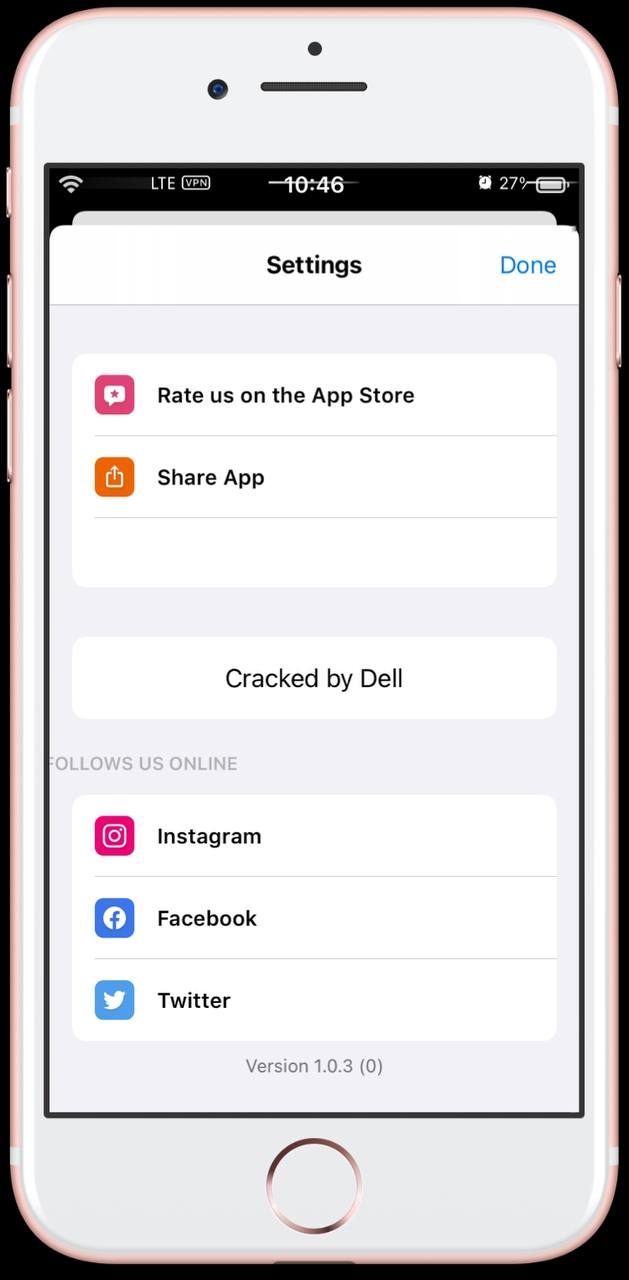 LTE VPN 10:46 27%
Settings Done
Rate us on the App Store
Share App
Cracked by Dell
FOLLOWS US ONLINE
Instagram
Facebook
Twitter
Version 1.0.3 (0)